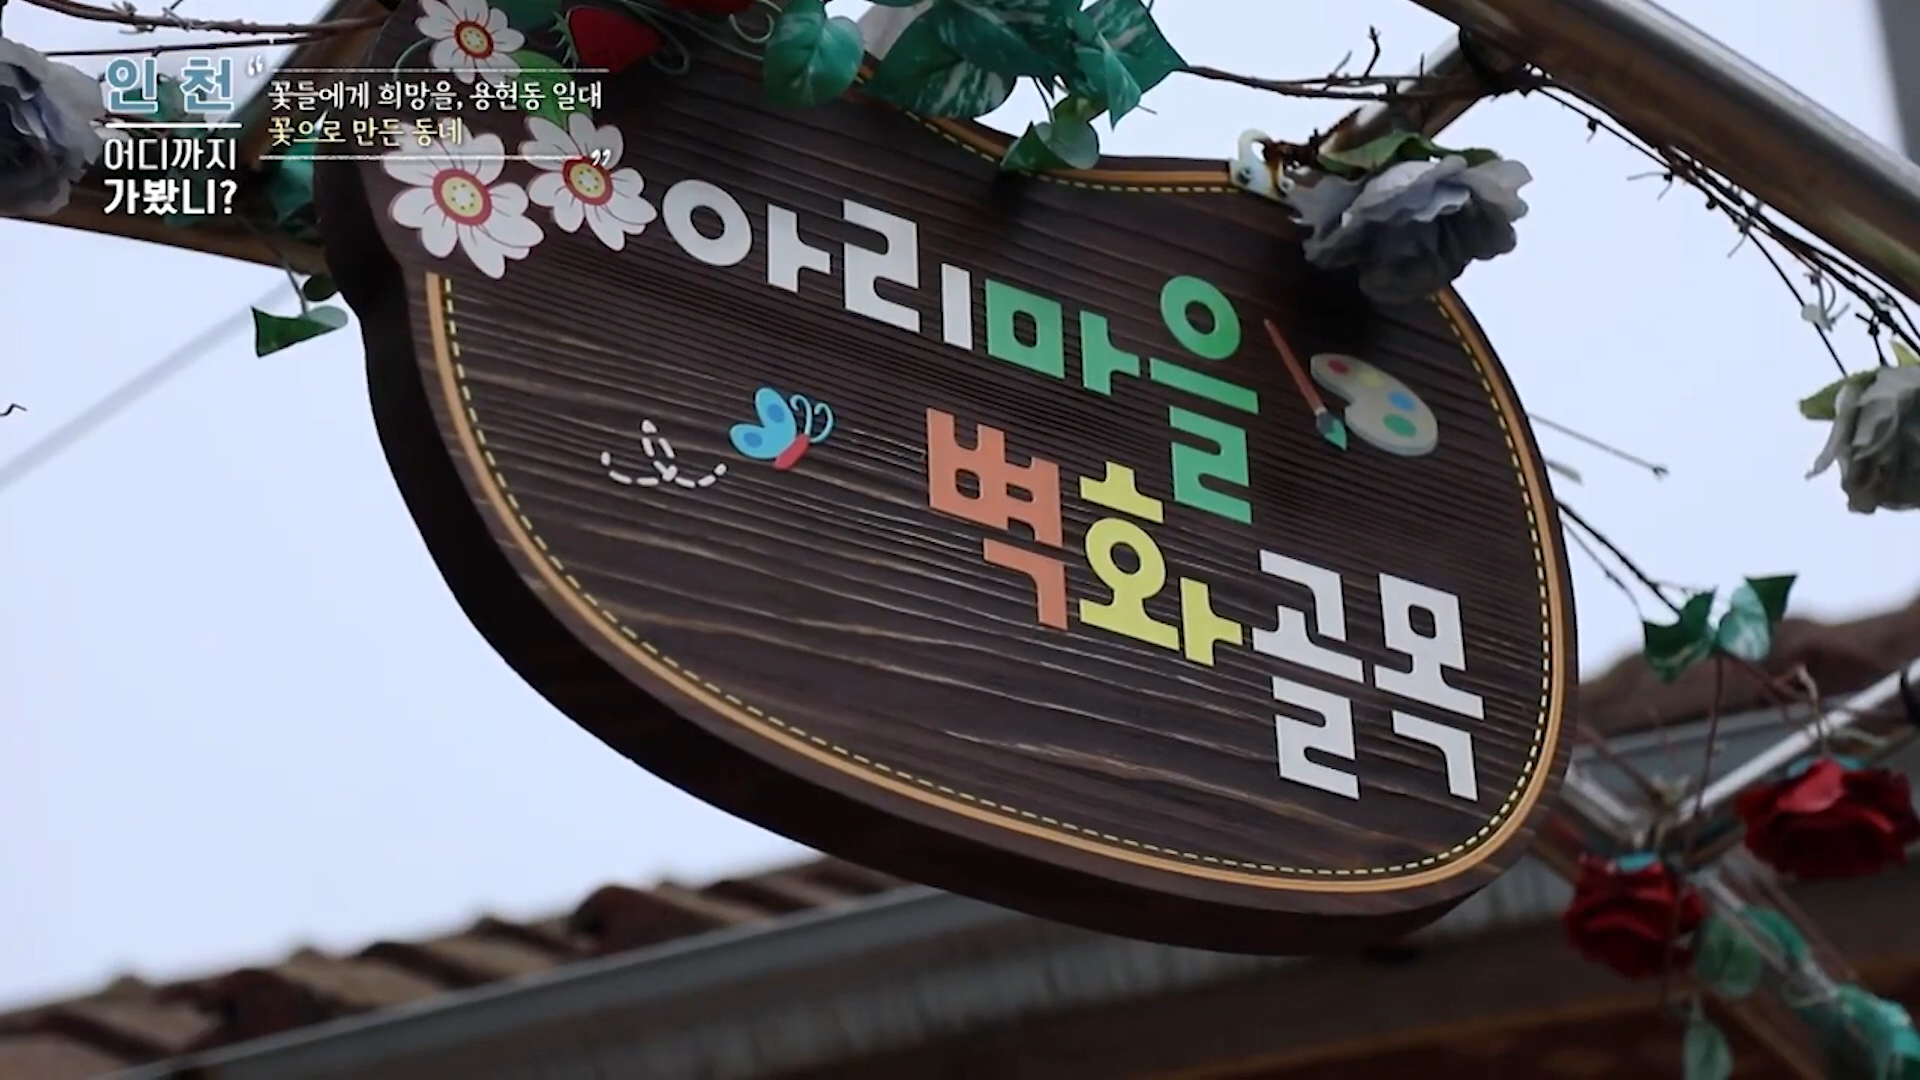 인천
어디까지
가봤니?
“꽃들에게 희망을, 용현동 일대
꽃으로 만든 동네”
아리마을
벽화골목